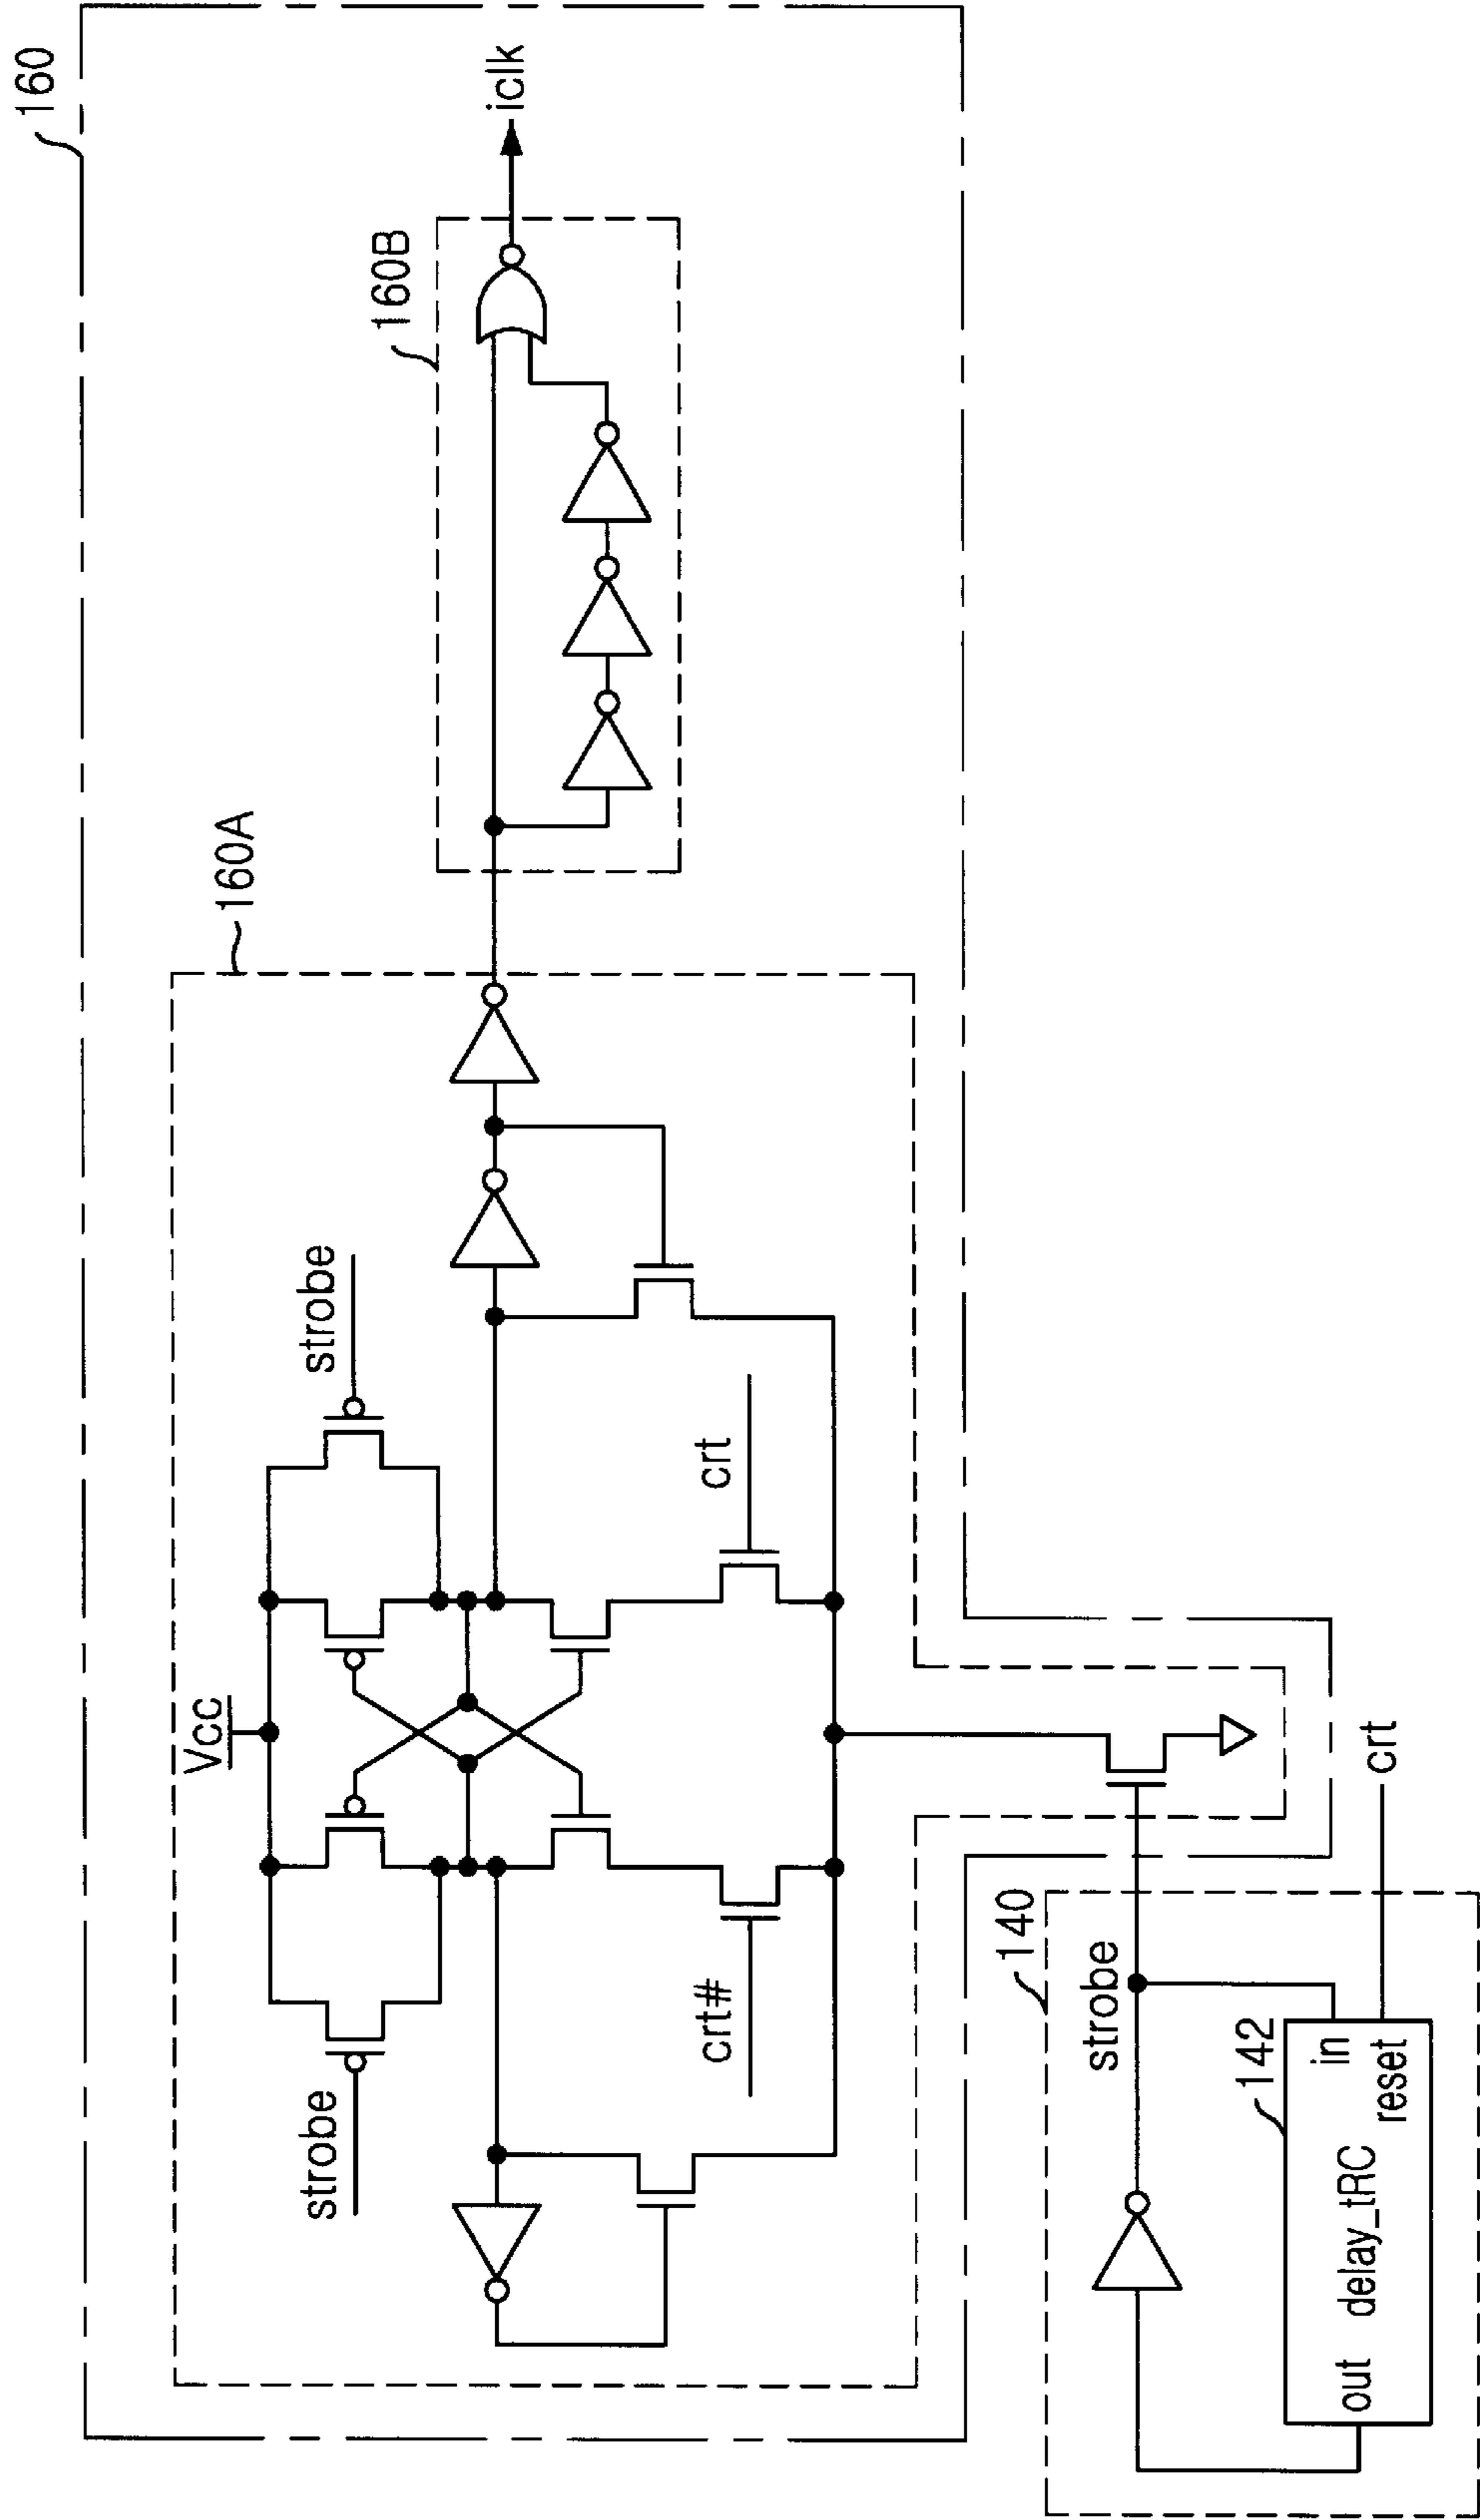 160
iclk
160B
160A
strobe
crt
Vcc
crt#
strobe
140
strobe
crt
142
in
reset
delay_tRC
out